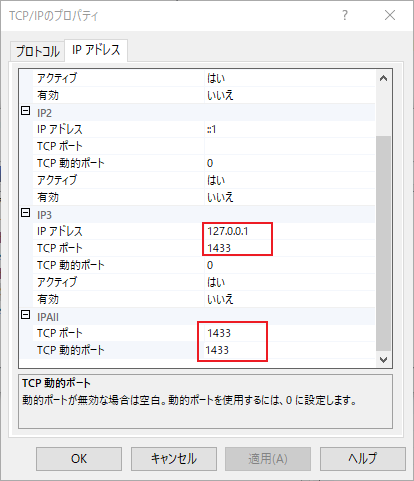 TCP/IPのプロパティ ? ×
プロトコル IP アドレス
アクティブ はい
有効 いいえ
IP2
IP アドレス ::1
TCP ポート
TCP 動的ポート 0
アクティブ はい
有効 いいえ
IP3
IP アドレス 127.0.0.1
TCP ポート 1433
TCP 動的ポート 0
アクティブ はい
有効 いいえ
IPAll
TCP ポート 1433
TCP 動的ポート 1433
TCP 動的ポート
動的ポートが無効な場合は空白。動的ポートを使用するには、0 に設定します。
OK キャンセル 適用(A) ヘルプ